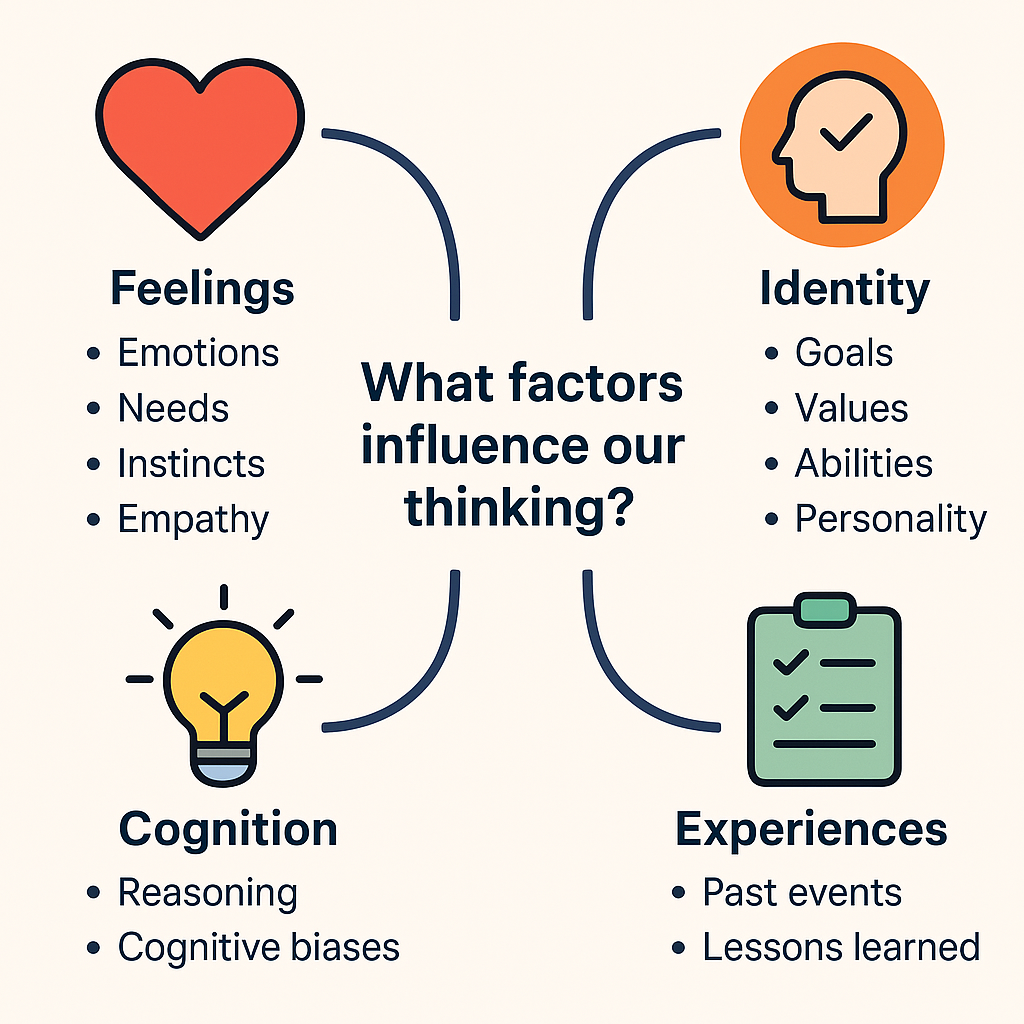 Feelings
• Emotions
• Needs
• Instincts
• Empathy
What factors
influence our
thinking?
Identity
• Goals
• Values
• Abilities
• Personality
Cognition
• Reasoning
• Cognitive biases
Experiences
• Past events
• Lessons learned